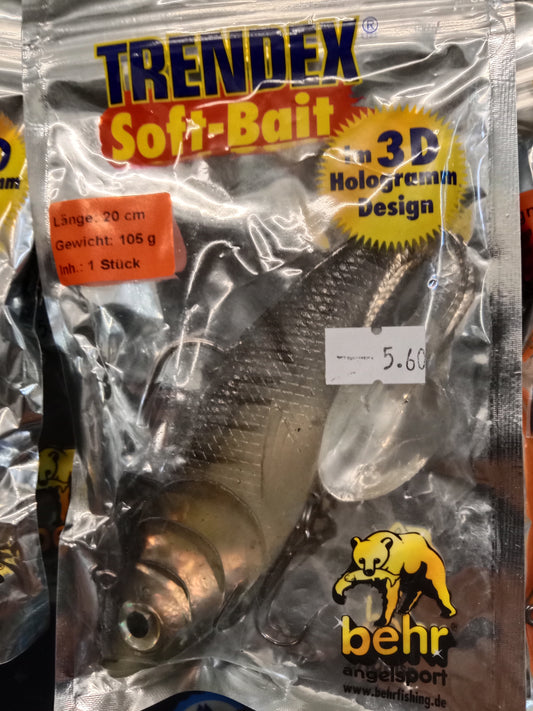 TRENDEX®
Soft-Bait
In 3D
Hologramm
Design
Länge: 20 cm
Gewicht: 105 g
Inh.: 1 Stück
5.60
behr
angelsport
www.behrfishing.de